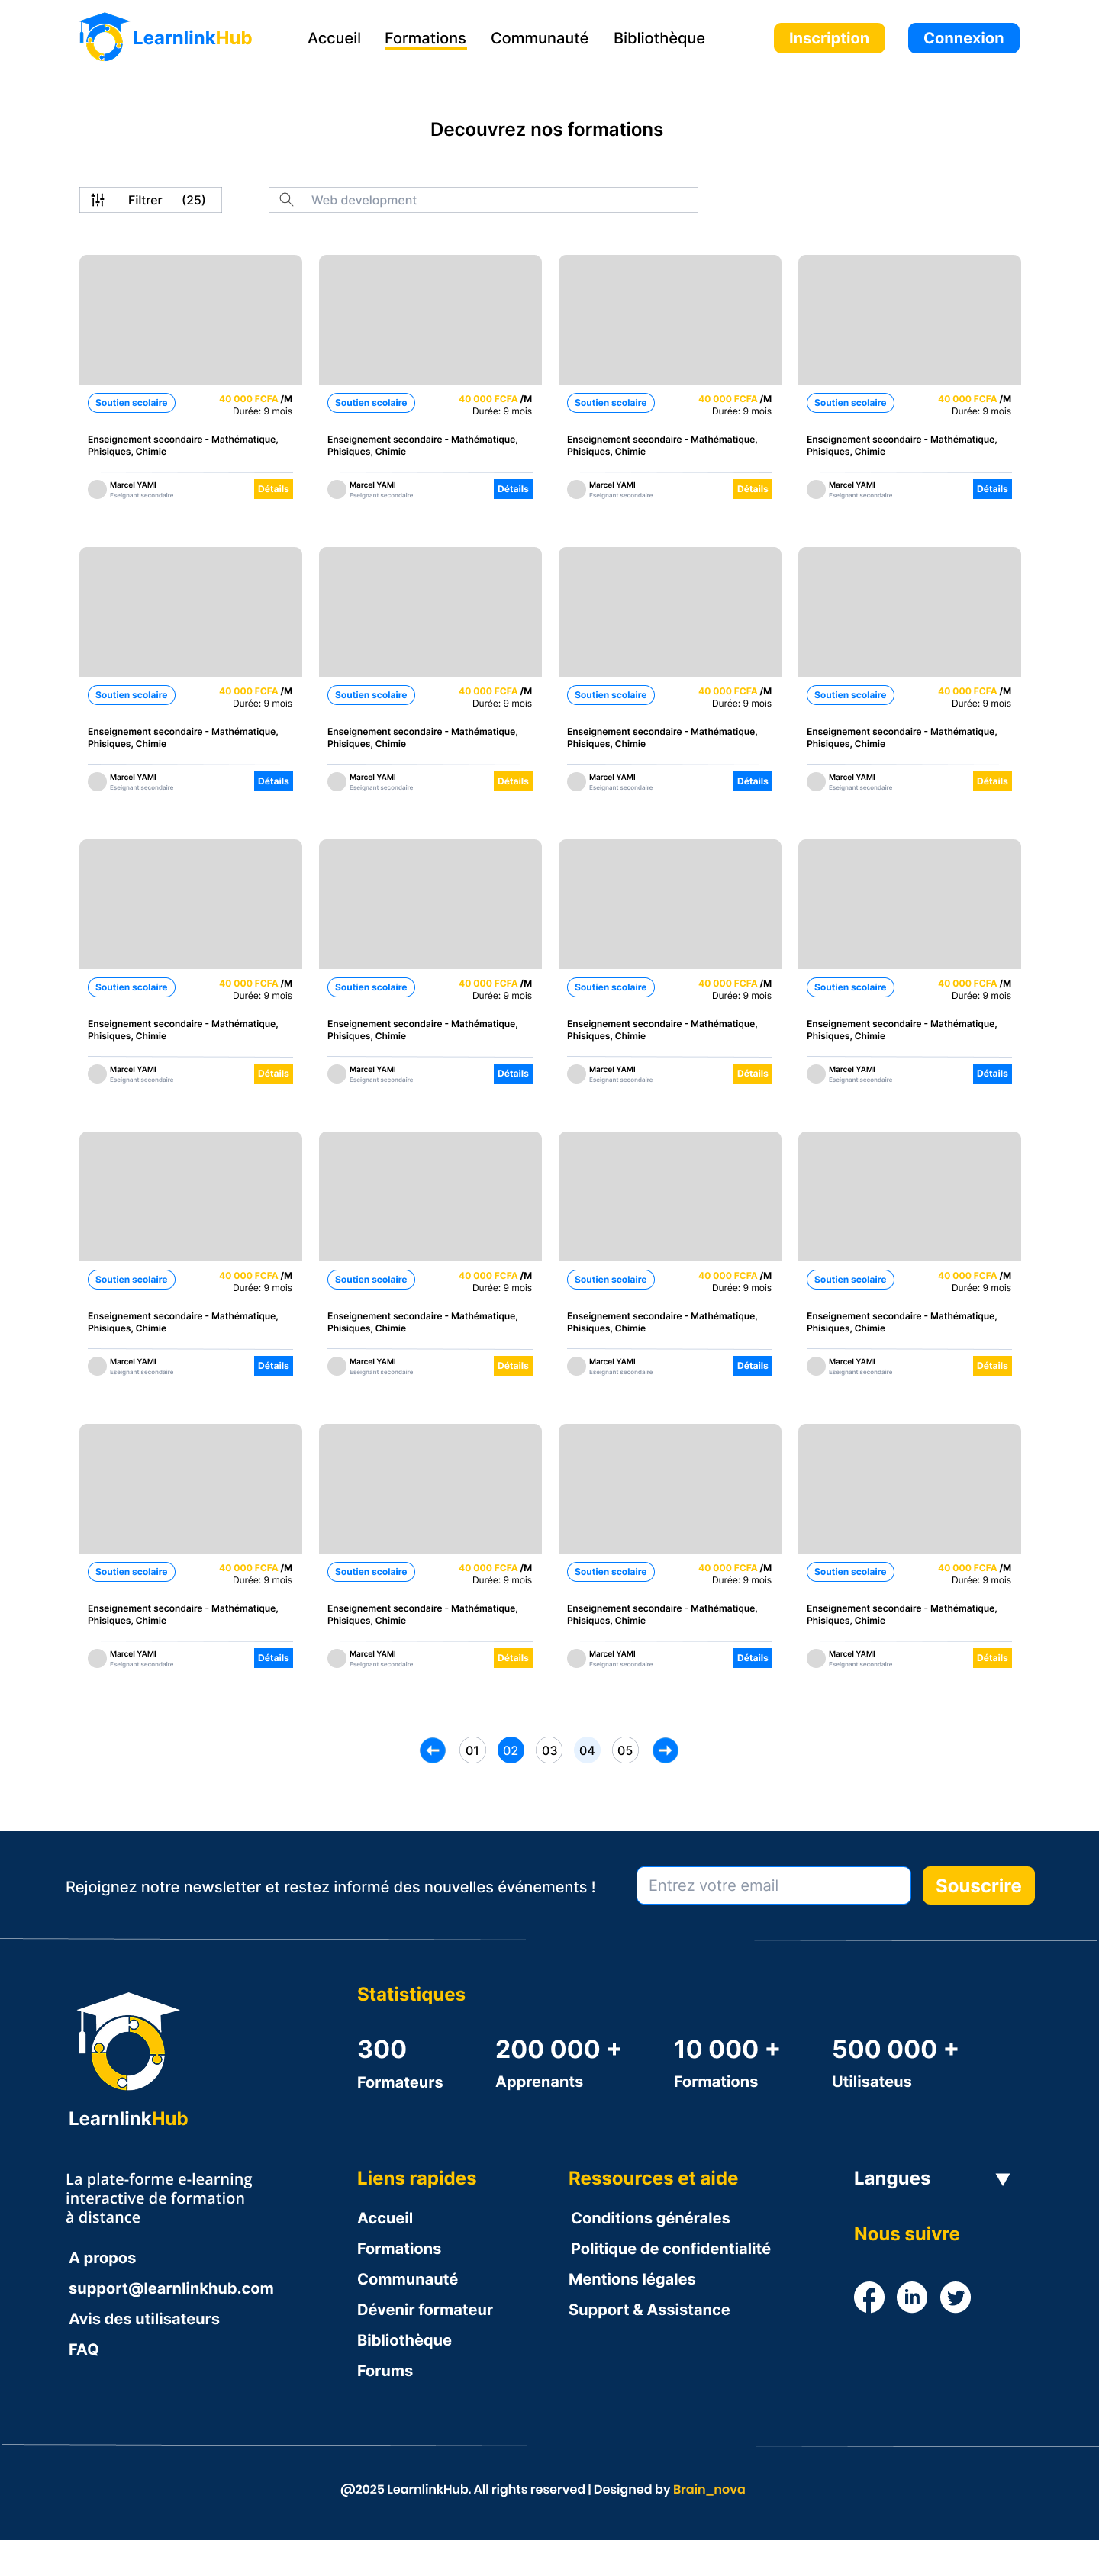 LearnlinkHub Accueil Formations Communauté Bibliothèque Inscription Connexion
Decouvrez nos formations
Filtrer (25) Web development
Soutien scolaire 40 000 FCFA /M Soutien scolaire 40 000 FCFA /M Soutien scolaire 40 000 FCFA /M Soutien scolaire 40 000 FCFA /M
Durée: 9 mois Durée: 9 mois Durée: 9 mois Durée: 9 mois
Enseignement secondaire - Mathématique, Enseignement secondaire - Mathématique, Enseignement secondaire - Mathématique, Enseignement secondaire - Mathématique,
Phisiques, Chimie Phisiques, Chimie Phisiques, Chimie Phisiques, Chimie
Marcel YAMI Détails Marcel YAMI Détails Marcel YAMI Détails Marcel YAMI Détails
Eseignant secondaire Eseignant secondaire Eseignant secondaire Eseignant secondaire
Soutien scolaire 40 000 FCFA /M Soutien scolaire 40 000 FCFA /M Soutien scolaire 40 000 FCFA /M Soutien scolaire 40 000 FCFA /M
Durée: 9 mois Durée: 9 mois Durée: 9 mois Durée: 9 mois
Enseignement secondaire - Mathématique, Enseignement secondaire - Mathématique, Enseignement secondaire - Mathématique, Enseignement secondaire - Mathématique,
Phisiques, Chimie Phisiques, Chimie Phisiques, Chimie Phisiques, Chimie
Marcel YAMI Détails Marcel YAMI Détails Marcel YAMI Détails Marcel YAMI Détails
Eseignant secondaire Eseignant secondaire Eseignant secondaire Eseignant secondaire
Soutien scolaire 40 000 FCFA /M Soutien scolaire 40 000 FCFA /M Soutien scolaire 40 000 FCFA /M Soutien scolaire 40 000 FCFA /M
Durée: 9 mois Durée: 9 mois Durée: 9 mois Durée: 9 mois
Enseignement secondaire - Mathématique, Enseignement secondaire - Mathématique, Enseignement secondaire - Mathématique, Enseignement secondaire - Mathématique,
Phisiques, Chimie Phisiques, Chimie Phisiques, Chimie Phisiques, Chimie
Marcel YAMI Détails Marcel YAMI Détails Marcel YAMI Détails Marcel YAMI Détails
Eseignant secondaire Eseignant secondaire Eseignant secondaire Eseignant secondaire
Soutien scolaire 40 000 FCFA /M Soutien scolaire 40 000 FCFA /M Soutien scolaire 40 000 FCFA /M Soutien scolaire 40 000 FCFA /M
Durée: 9 mois Durée: 9 mois Durée: 9 mois Durée: 9 mois
Enseignement secondaire - Mathématique, Enseignement secondaire - Mathématique, Enseignement secondaire - Mathématique, Enseignement secondaire - Mathématique,
Phisiques, Chimie Phisiques, Chimie Phisiques, Chimie Phisiques, Chimie
Marcel YAMI Détails Marcel YAMI Détails Marcel YAMI Détails Marcel YAMI Détails
Eseignant secondaire Eseignant secondaire Eseignant secondaire Eseignant secondaire
Soutien scolaire 40 000 FCFA /M Soutien scolaire 40 000 FCFA /M Soutien scolaire 40 000 FCFA /M Soutien scolaire 40 000 FCFA /M
Durée: 9 mois Durée: 9 mois Durée: 9 mois Durée: 9 mois
Enseignement secondaire - Mathématique, Enseignement secondaire - Mathématique, Enseignement secondaire - Mathématique, Enseignement secondaire - Mathématique,
Phisiques, Chimie Phisiques, Chimie Phisiques, Chimie Phisiques, Chimie
Marcel YAMI Détails Marcel YAMI Détails Marcel YAMI Détails Marcel YAMI Détails
Eseignant secondaire Eseignant secondaire Eseignant secondaire Eseignant secondaire
01 02 03 04 05
Rejoignez notre newsletter et restez informé des nouvelles événements ! Entrez votre email Souscrire
LearnlinkHub
La plate-forme e-learning
interactive de formation
à distance
A propos
support@learnlinkhub.com
Avis des utilisateurs
FAQ
Statistiques
300 200 000 + 10 000 + 500 000 +
Formateurs Apprenants Formations Utilisateus
Liens rapides
Accueil
Formations
Communauté
Dévenir formateur
Bibliothèque
Forums
Ressources et aide
Conditions générales
Politique de confidentialité
Mentions légales
Support & Assistance
Langues
Nous suivre
@2025 LearnlinkHub. All rights reserved | Designed by Brain_nova